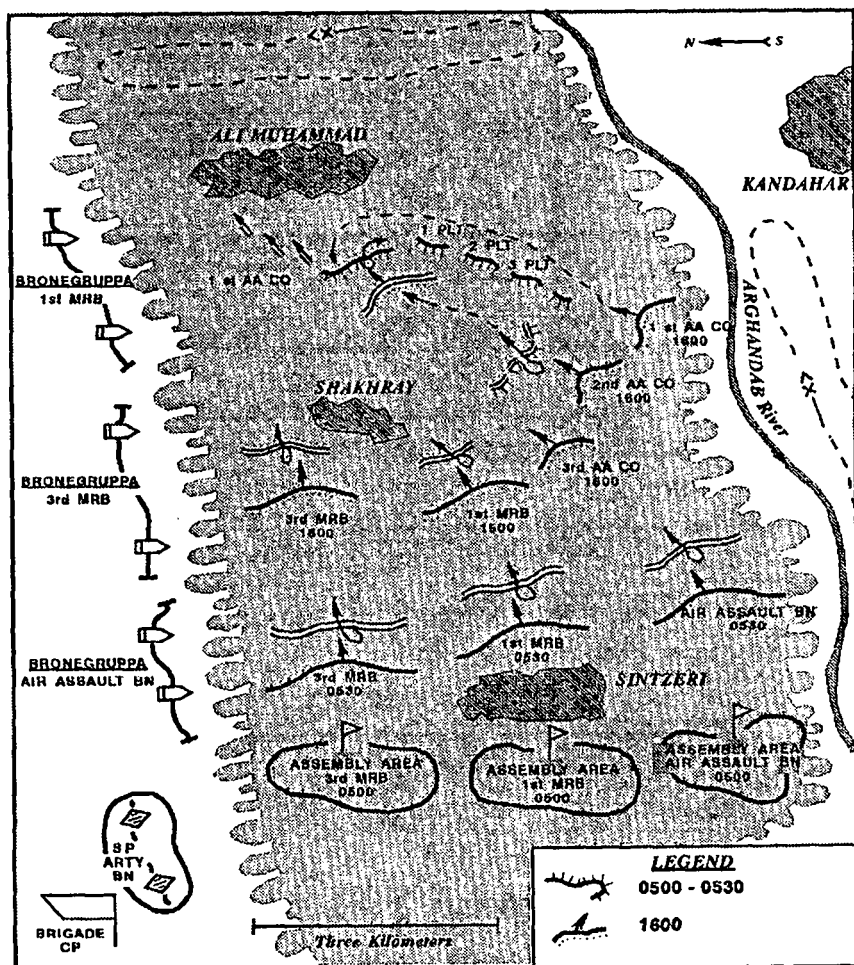 N S
ALI MUHAMMAD
KANDAHAR
1 PLT
2 PLT
3 PLT
BRONEGRUPPA
1st MRB
1 st AA CO
1 st AA CO
1600
ARGHANDAB River
SHAKHRAY
2nd AA CO
1600
BRONEGRUPPA
3rd MRB
3rd AA CO
1600
3rd MRB
1600
1st MRB
1600
AIR ASSAULT BN
0530
BRONEGRUPPA
AIR ASSAULT BN
1st MRB
0530
3rd MRB
0530
SINTZERI
ASSEMBLY AREA
3rd MRB
0500
ASSEMBLY AREA
1st MRB
0500
ASSEMBLY AREA
AIR ASSAULT BN
0500
SP
ARTY
BN
BRIGADE
CP
Three Kilometers
LEGEND
0500 - 0530
1600